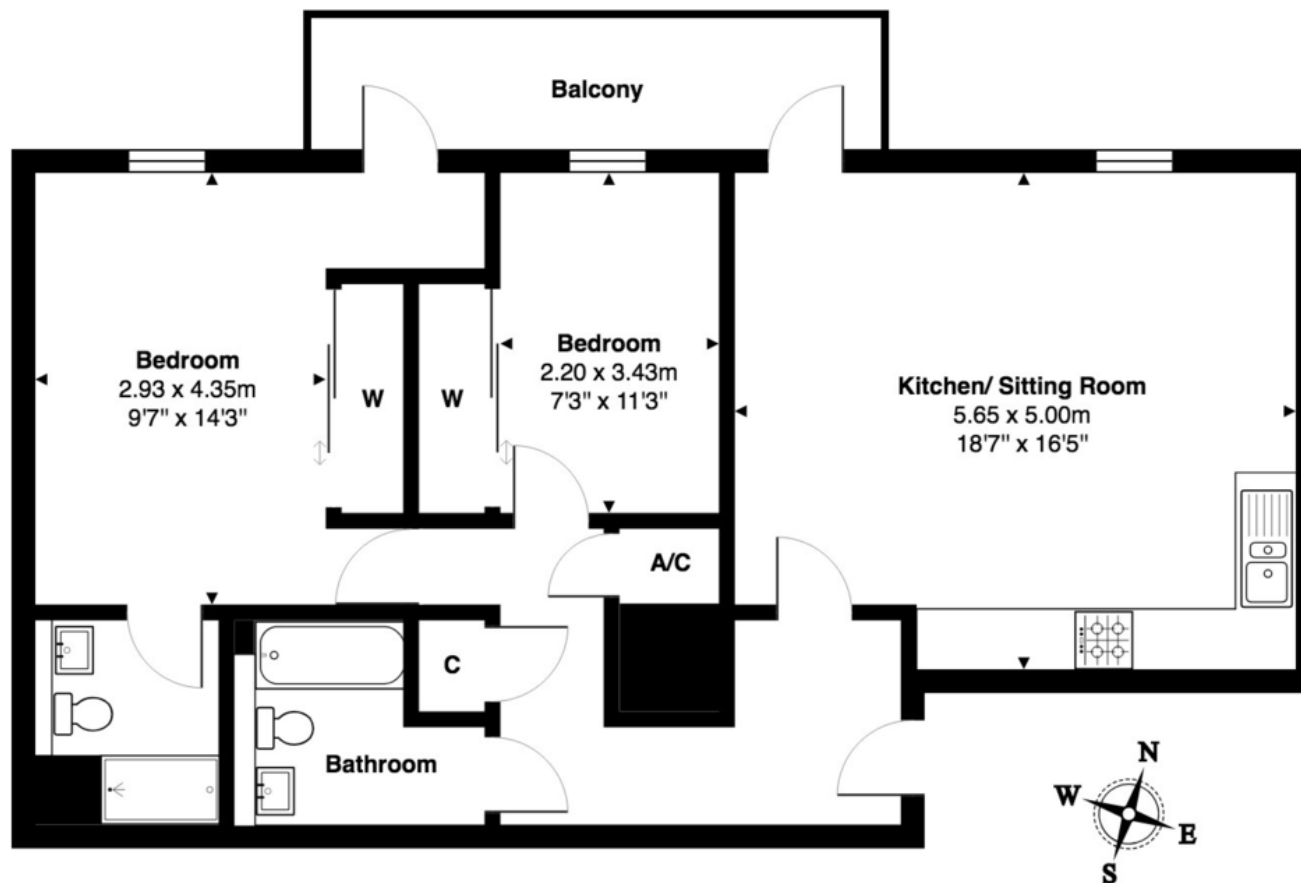 Balcony
Bedroom
2.93 x 4.35m
9'7" x 14'3"
W
W
Bedroom
2.20 x 3.43m
7'3" x 11'3"
Kitchen/ Sitting Room
5.65 x 5.00m
18'7" x 16'5"
A/C
C
Bathroom
N
W
E
S